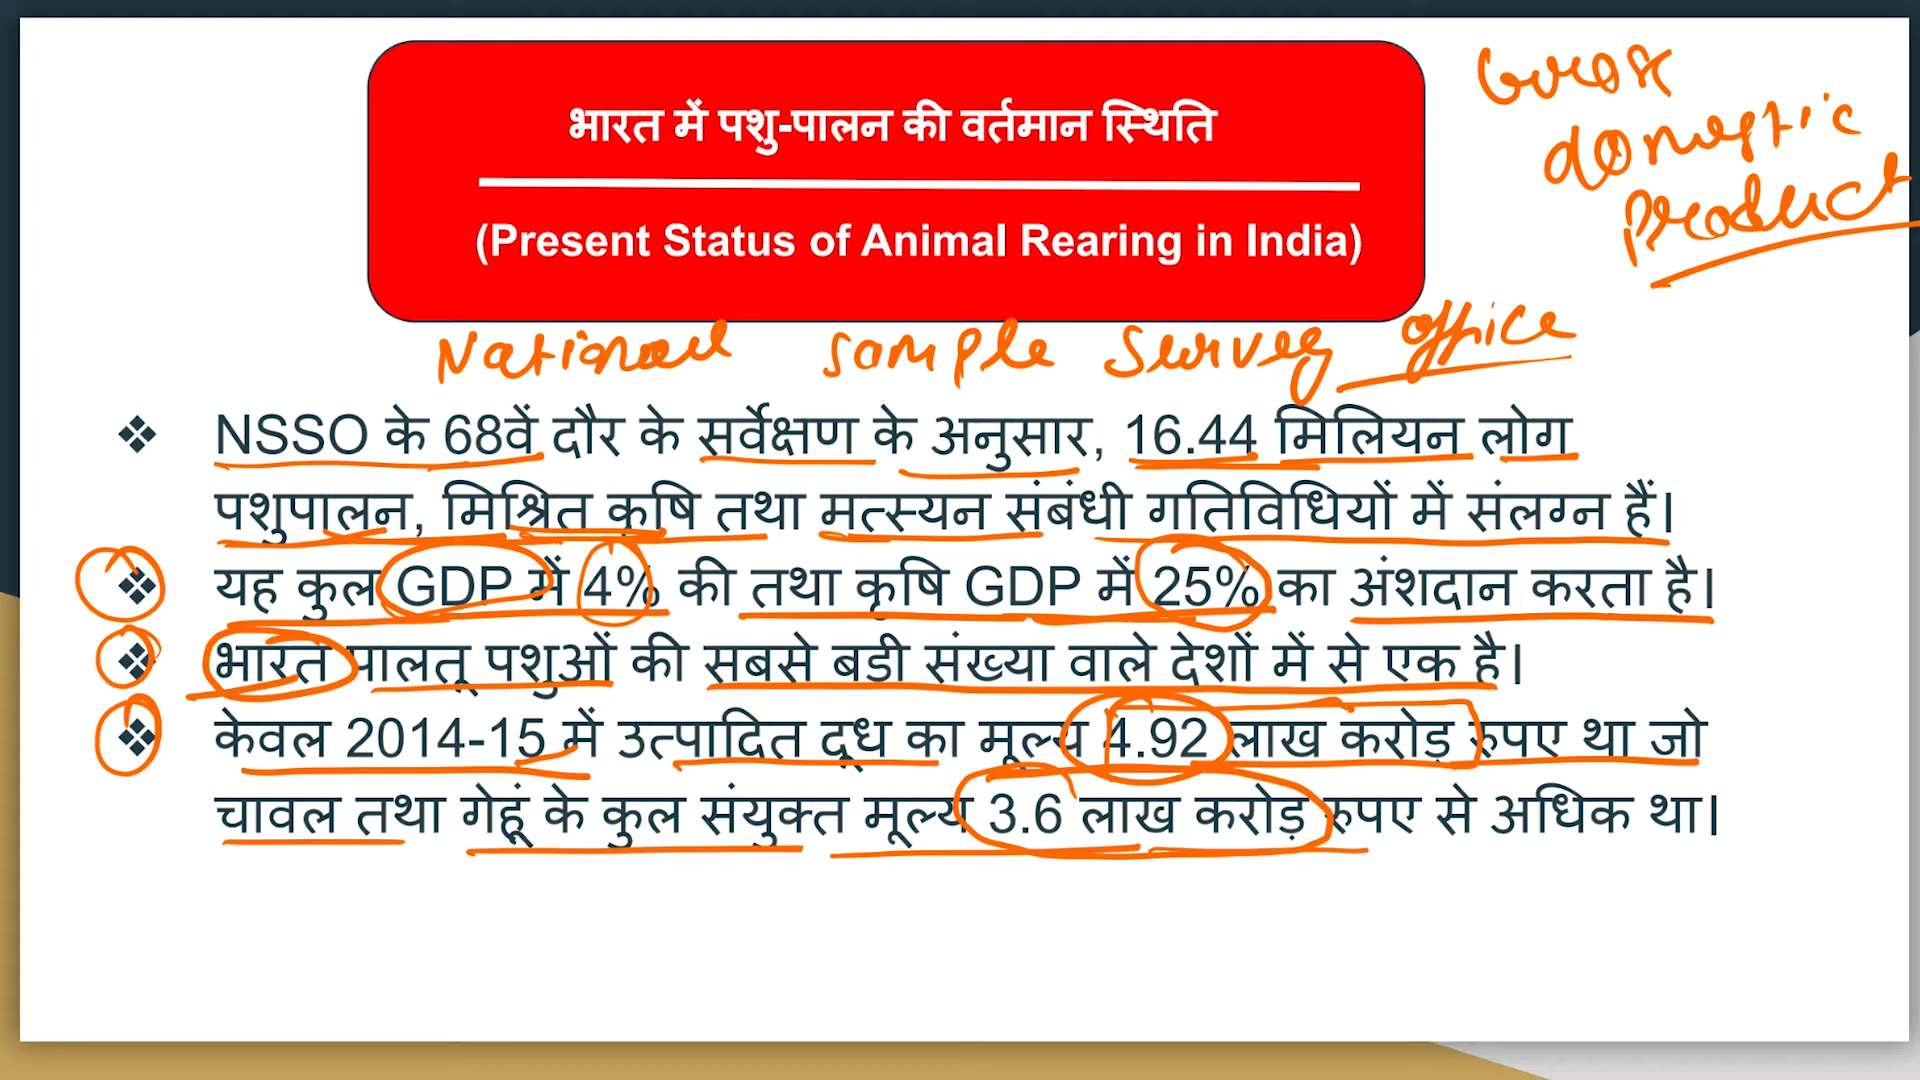 भारत में पशु-पालन की वर्तमान स्थिति
(Present Status of Animal Rearing in India)
Gross
domestic
product
National Sample Survey office
❖ NSSO के 68वें दौर के सर्वेक्षण के अनुसार, 16.44 मिलियन लोग
पशुपालन, मिश्रित कृषि तथा मत्स्यन संबंधी गतिविधियों में संलग्न हैं।
❖ यह कुल GDP में 4% की तथा कृषि GDP में 25% का अंशदान करता है।
❖ भारत पालतू पशुओं की सबसे बडी संख्या वाले देशों में से एक है।
❖ केवल 2014-15 में उत्पादित दूध का मूल्य 4.92 लाख करोड़ रुपए था जो
चावल तथा गेहूं के कुल संयुक्त मूल्य 3.6 लाख करोड़ रुपए से अधिक था।